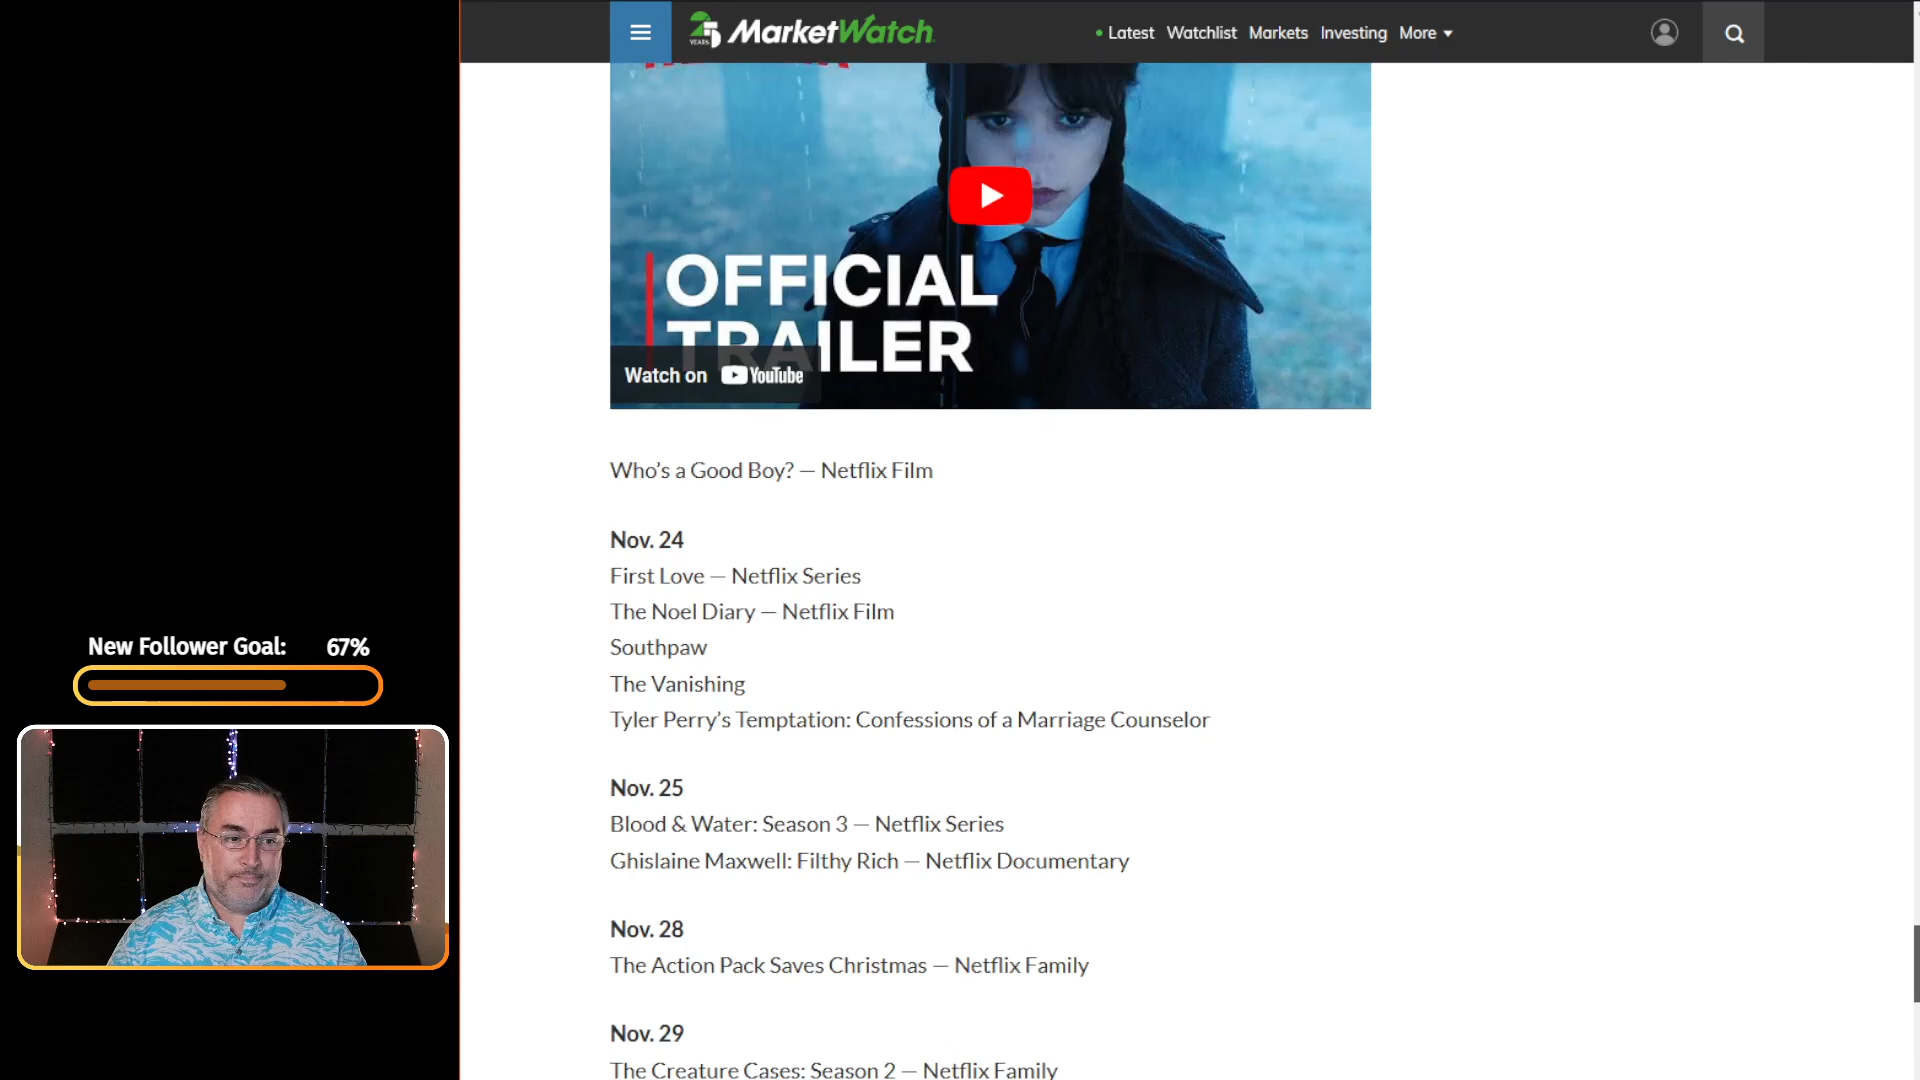 25 YEARS MarketWatch
Latest Watchlist Markets Investing More
OFFICIAL
TRAILER
Watch on YouTube
Who's a Good Boy? — Netflix Film
Nov. 24
First Love — Netflix Series
The Noel Diary — Netflix Film
Southpaw
The Vanishing
Tyler Perry's Temptation: Confessions of a Marriage Counselor
Nov. 25
Blood & Water: Season 3 — Netflix Series
Ghislaine Maxwell: Filthy Rich — Netflix Documentary
Nov. 28
The Action Pack Saves Christmas — Netflix Family
Nov. 29
The Creature Cases: Season 2 — Netflix Family
New Follower Goal: 67%